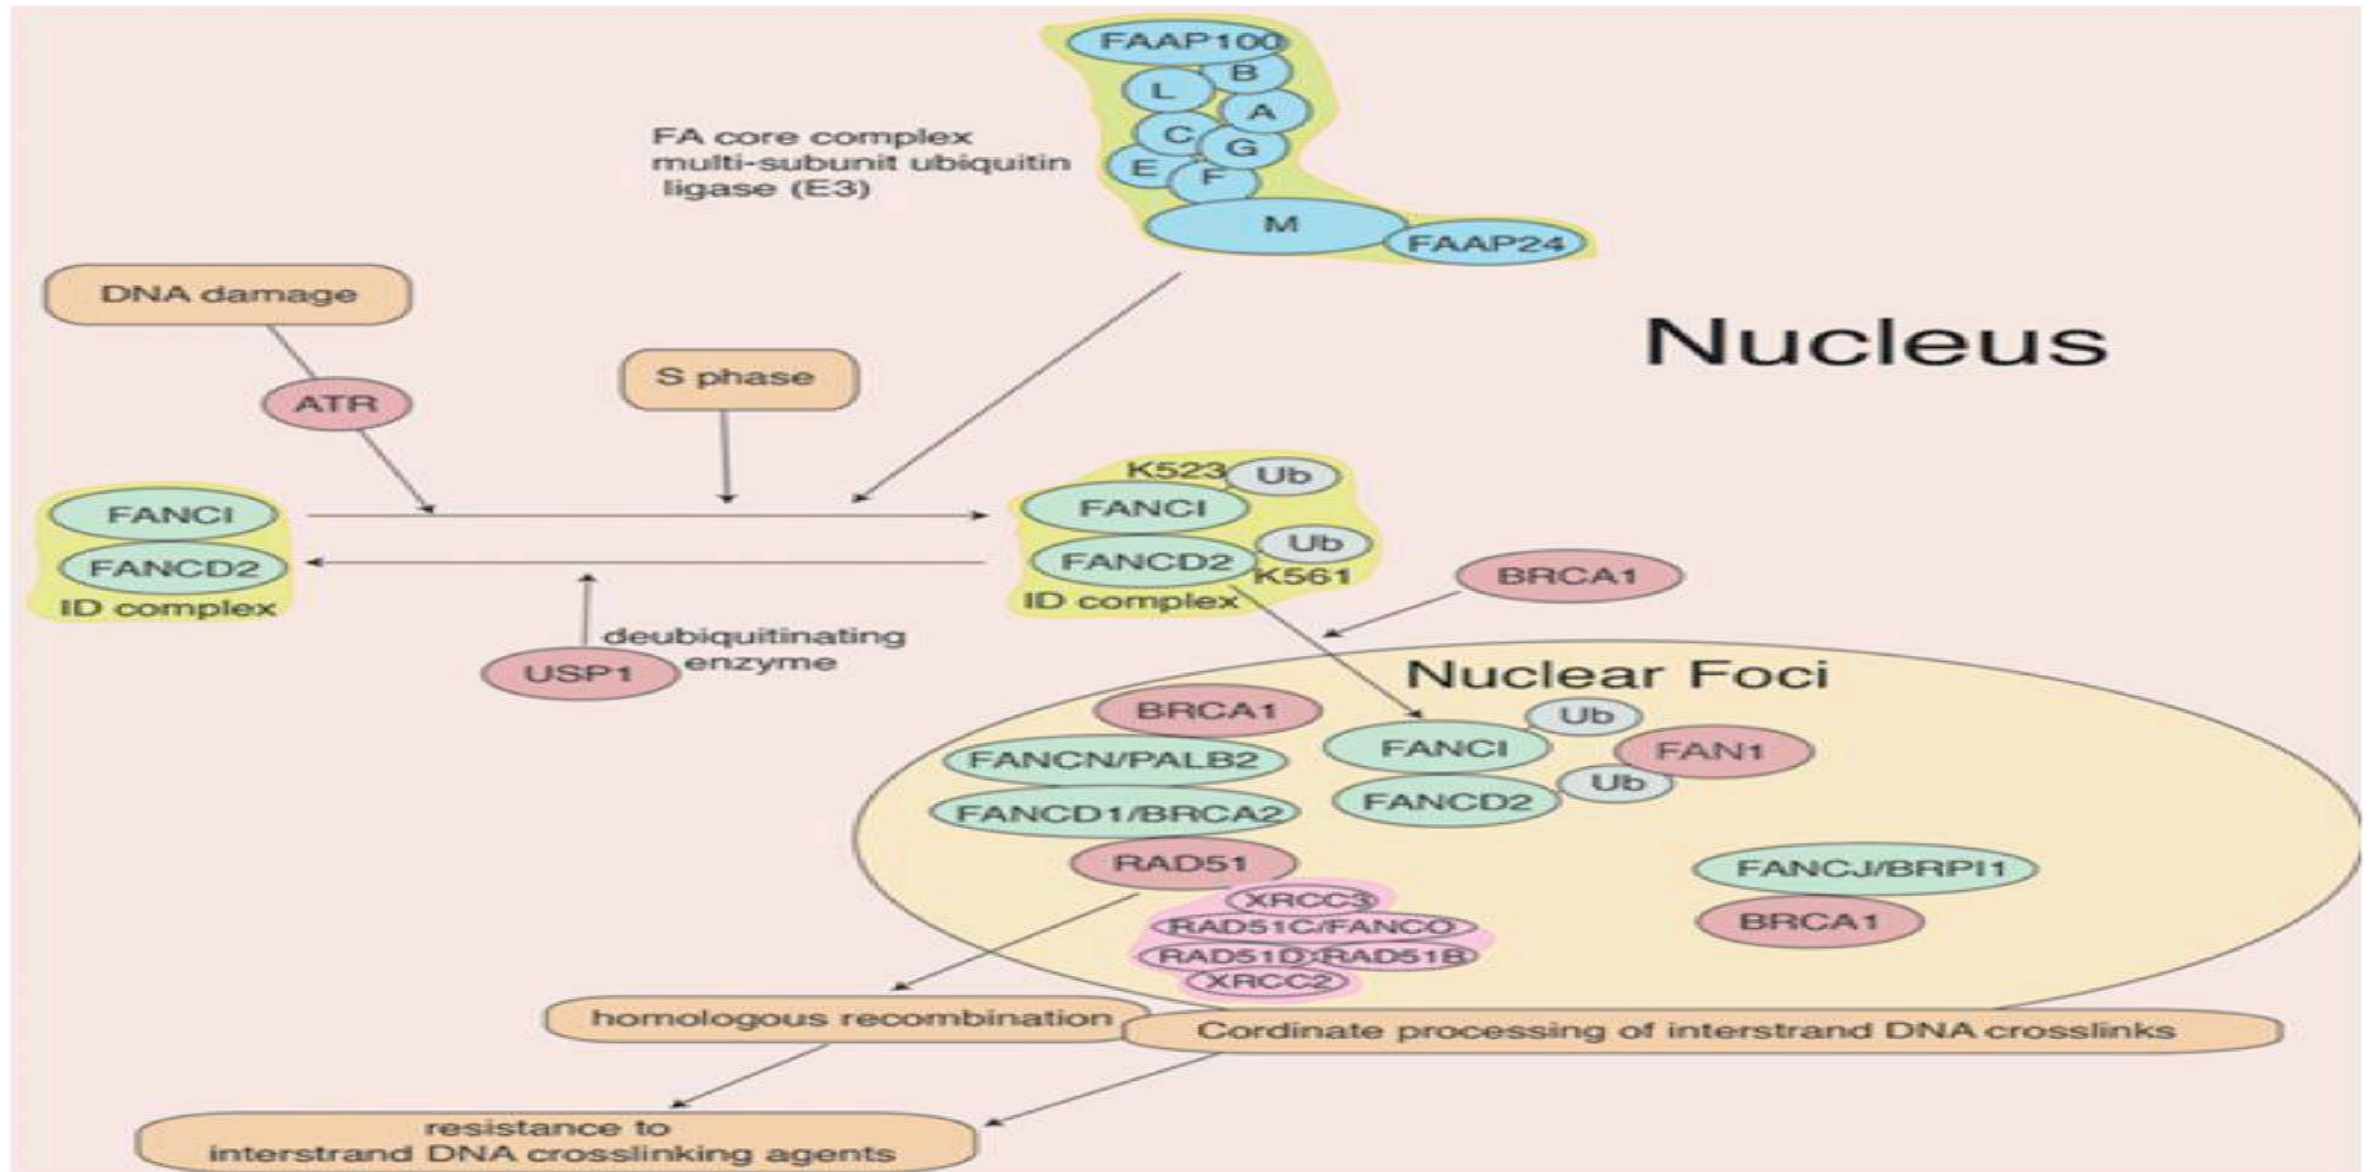 FAAP100
B
L
A
C
G
E
F
M
FAAP24
FA core complex
multi-subunit ubiquitin
ligase (E3)
DNA damage
ATR
S phase
Nucleus
FANCI
FANCD2
ID complex
K523
Ub
FANCI
Ub
FANCD2
K561
ID complex
BRCA1
deubiquitinating
enzyme
USP1
Nuclear Foci
BRCA1
FANCN/PALB2
FANCD1/BRCA2
RAD51
XRCC3
RAD51C/FANCO
RAD51D RAD51B
XRCC2
Ub
FANCI
FAN1
Ub
FANCD2
FANCJ/BRPI1
BRCA1
homologous recombination
Cordinate processing of interstrand DNA crosslinks
resistance to
interstrand DNA crosslinking agents